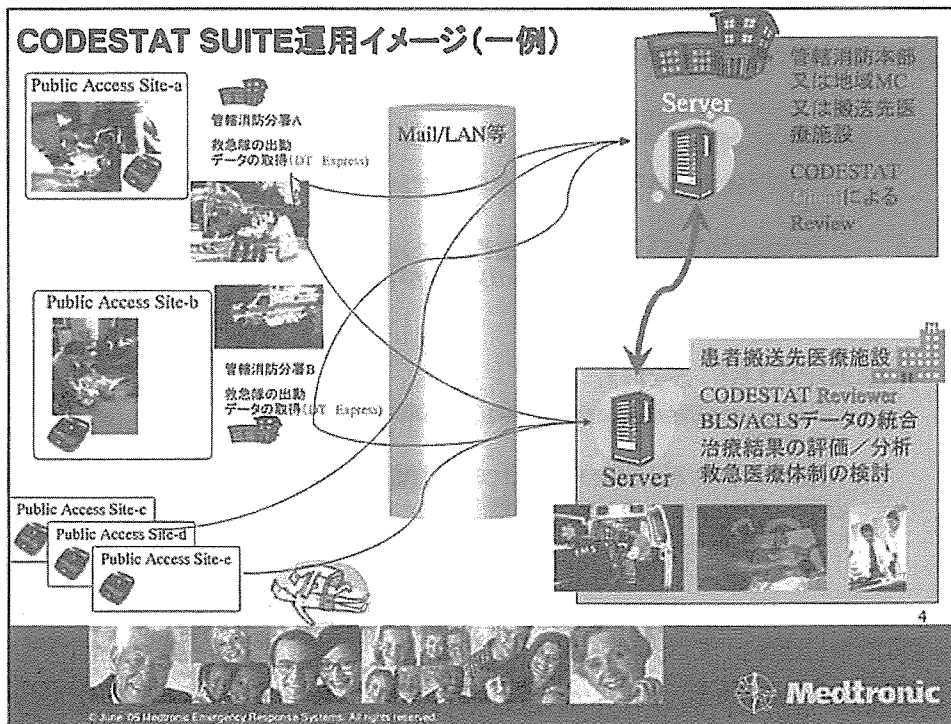 CODESTAT SUITE運用イメージ(一例)
Public Access Site-a
管轄消防分署A
救急隊の出動
データの取得(DT Express)
Mail/LAN等
Server
管轄消防本部
又は地域MC
又は搬送先医
療施設
CODESTAT
Clientによる
Review
Public Access Site-b
管轄消防分署B
救急隊の出動
データの取得(DT Express)
患者搬送先医療施設
CODESTAT Reviewer
BLS/ACLSデータの統合
治療結果の評価/分析
救急医療体制の検討
Server
Public Access Site-c
Public Access Site-d
Public Access Site-e
4
Medtronic
© June '05 Medtronic Emergency Response Systems. All rights reserved.